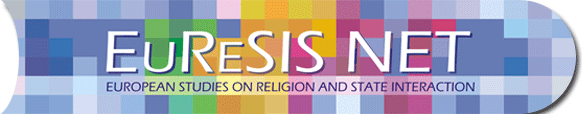 EuReSIS NET
EUROPEAN STUDIES ON RELIGION AND STATE INTERACTION